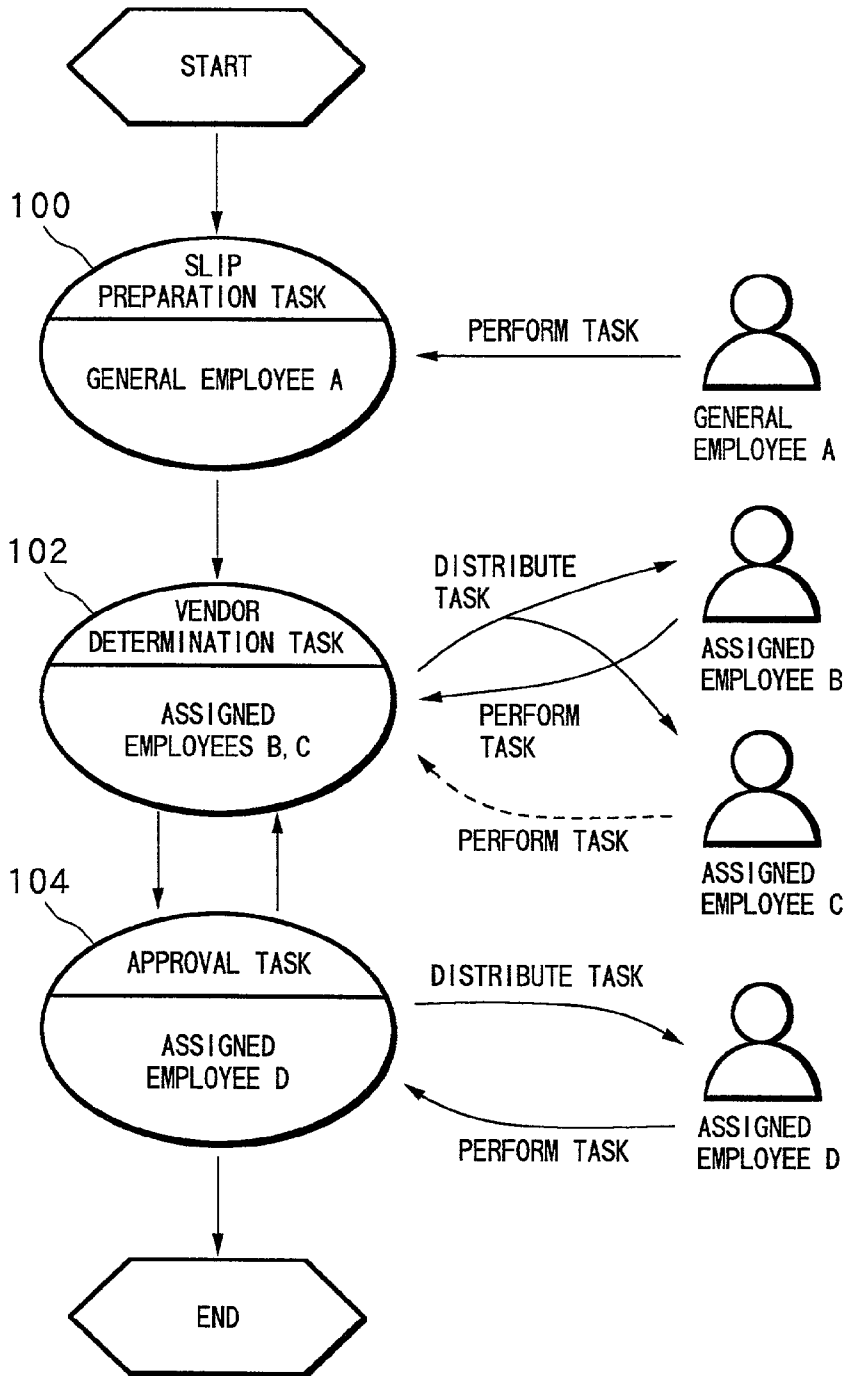 START
100
SLIP
PREPARATION TASK
GENERAL EMPLOYEE A
PERFORM TASK
GENERAL
EMPLOYEE A
102
VENDOR
DETERMINATION TASK
ASSIGNED
EMPLOYEES B, C
DISTRIBUTE
TASK
ASSIGNED
EMPLOYEE B
PERFORM
TASK
PERFORM TASK
ASSIGNED
EMPLOYEE C
104
APPROVAL TASK
ASSIGNED
EMPLOYEE D
DISTRIBUTE TASK
PERFORM TASK
ASSIGNED
EMPLOYEE D
END